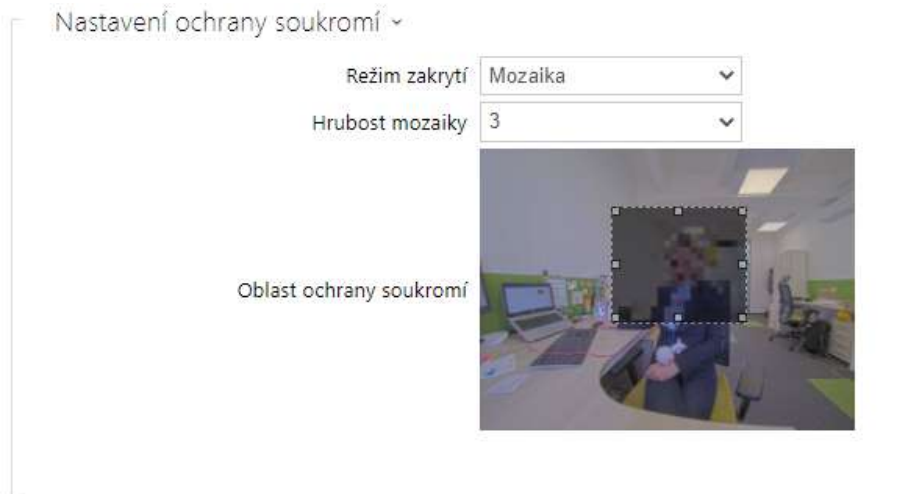 Nastavení ochrany soukromí
Režim zakrytí Mozaika
Hrubost mozaiky 3
Oblast ochrany soukromí